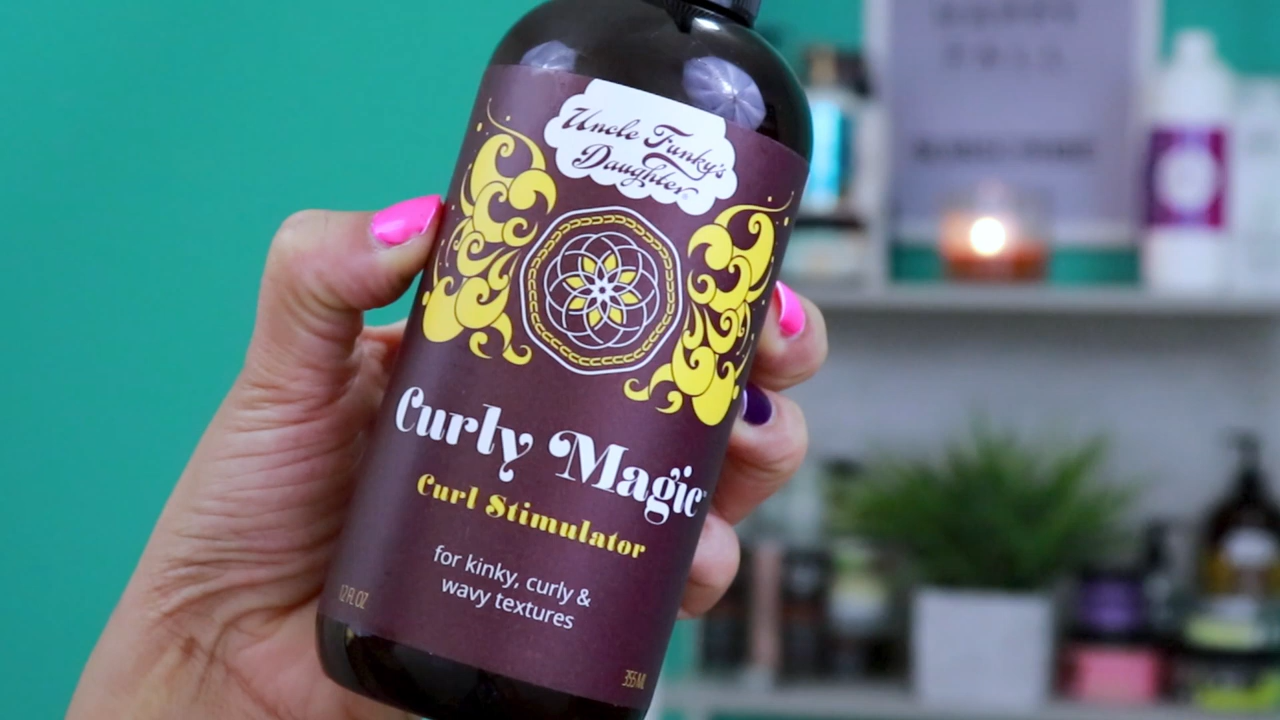 Uncle Funky's
Daughter®
Curly Magic
Curl Stimulator
for kinky, curly &
wavy textures
12 FL OZ
355 ML